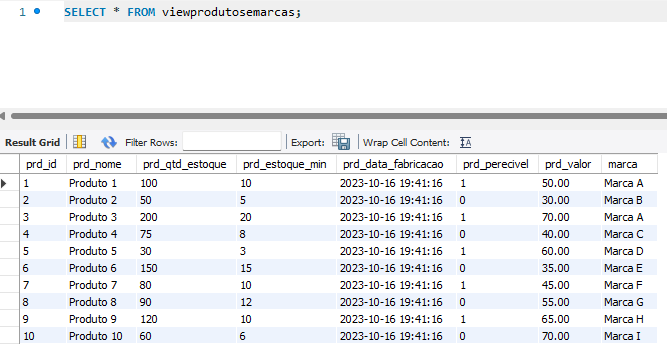 1 SELECT * FROM viewprodutosemarcas;
Result Grid Filter Rows: Export: Wrap Cell Content:
prd_id prd_nome prd_qtd_estoque prd_estoque_min prd_data_fabricacao prd_perecivel prd_valor marca
1 Produto 1 100 10 2023-10-16 19:41:16 1 50.00 Marca A
2 Produto 2 50 5 2023-10-16 19:41:16 0 30.00 Marca B
3 Produto 3 200 20 2023-10-16 19:41:16 1 70.00 Marca A
4 Produto 4 75 8 2023-10-16 19:41:16 0 40.00 Marca C
5 Produto 5 30 3 2023-10-16 19:41:16 1 60.00 Marca D
6 Produto 6 150 15 2023-10-16 19:41:16 0 35.00 Marca E
7 Produto 7 80 10 2023-10-16 19:41:16 1 45.00 Marca F
8 Produto 8 90 12 2023-10-16 19:41:16 0 55.00 Marca G
9 Produto 9 120 10 2023-10-16 19:41:16 1 65.00 Marca H
10 Produto 10 60 6 2023-10-16 19:41:16 0 70.00 Marca I